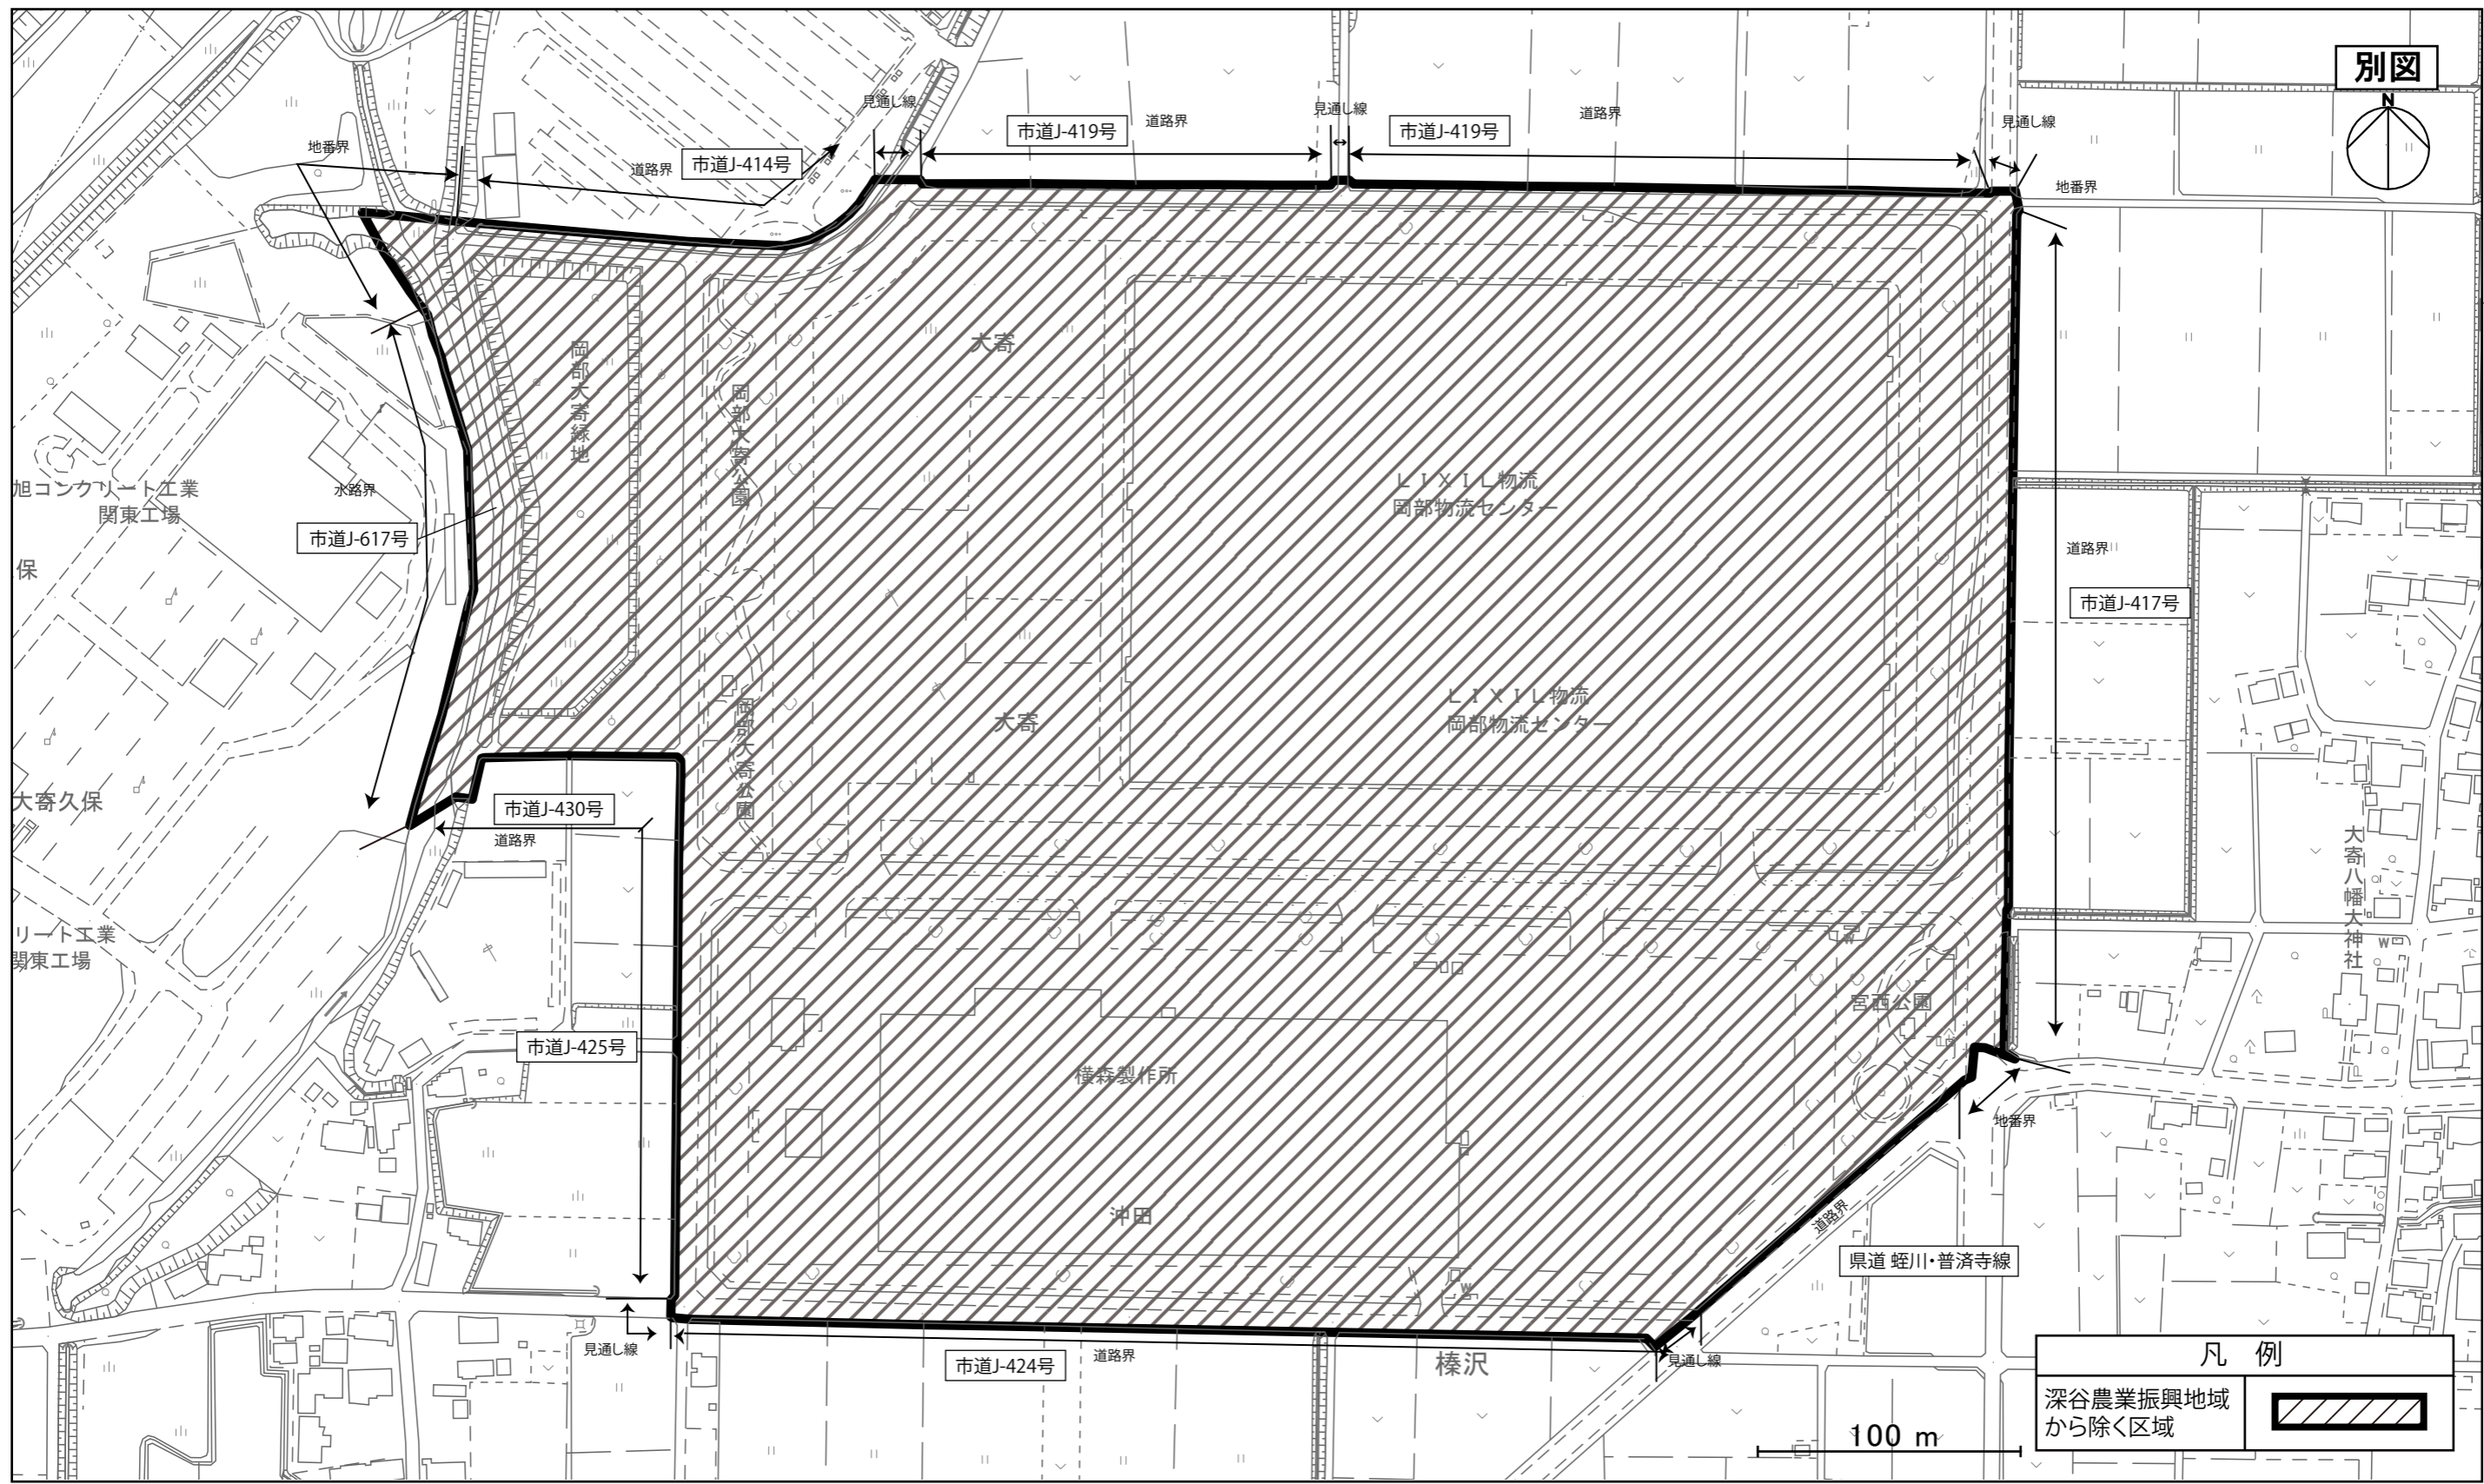 別図
N
見通し線
市道J-419号
道路界
見通し線
市道J-419号
道路界
見通し線
地番界
道路界
市道J-414号
地番界
大寄
岡部大寄緑地
岡部大寄公園
旭コンクリート工業
関東工場
水路界
市道J-617号
保
ＬＩＸＩＬ物流
岡部物流センター
道路界
市道J-417号
ＬＩＸＩＬ物流
岡部物流センター
大寄
岡部大寄公園
大寄久保
市道J-430号
道路界
大寄八幡大神社
リート工業
関東工場
W
W
宮西公園
市道J-425号
横森製作所
地番界
沖田
道路界
県道 蛭川・普済寺線
W
見通し線
市道J-424号
道路界
榛沢
見通し線
凡 例
深谷農業振興地域
から除く区域
100 m